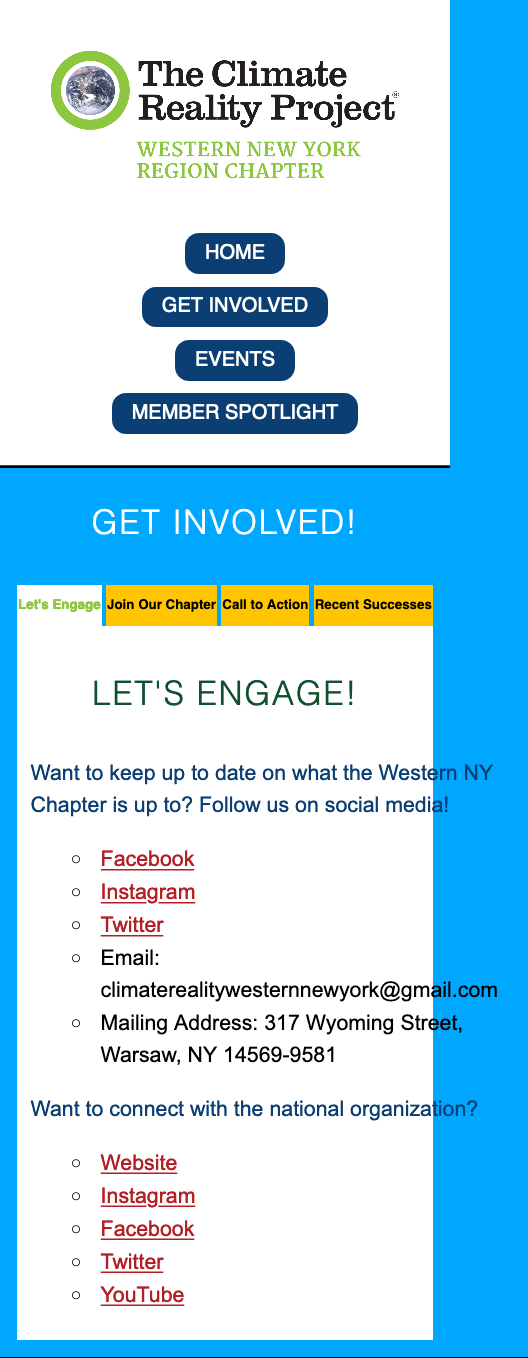 The Climate
Reality Project®
WESTERN NEW YORK
REGION CHAPTER
HOME
GET INVOLVED
EVENTS
MEMBER SPOTLIGHT
GET INVOLVED!
Let's Engage Join Our Chapter Call to Action Recent Successes
LET'S ENGAGE!
Want to keep up to date on what the Western NY
Chapter is up to? Follow us on social media!
Facebook
Instagram
Twitter
Email:
climaterealitywesternnewyork@gmail.com
Mailing Address: 317 Wyoming Street,
Warsaw, NY 14569-9581
Want to connect with the national organization?
Website
Instagram
Facebook
Twitter
YouTube